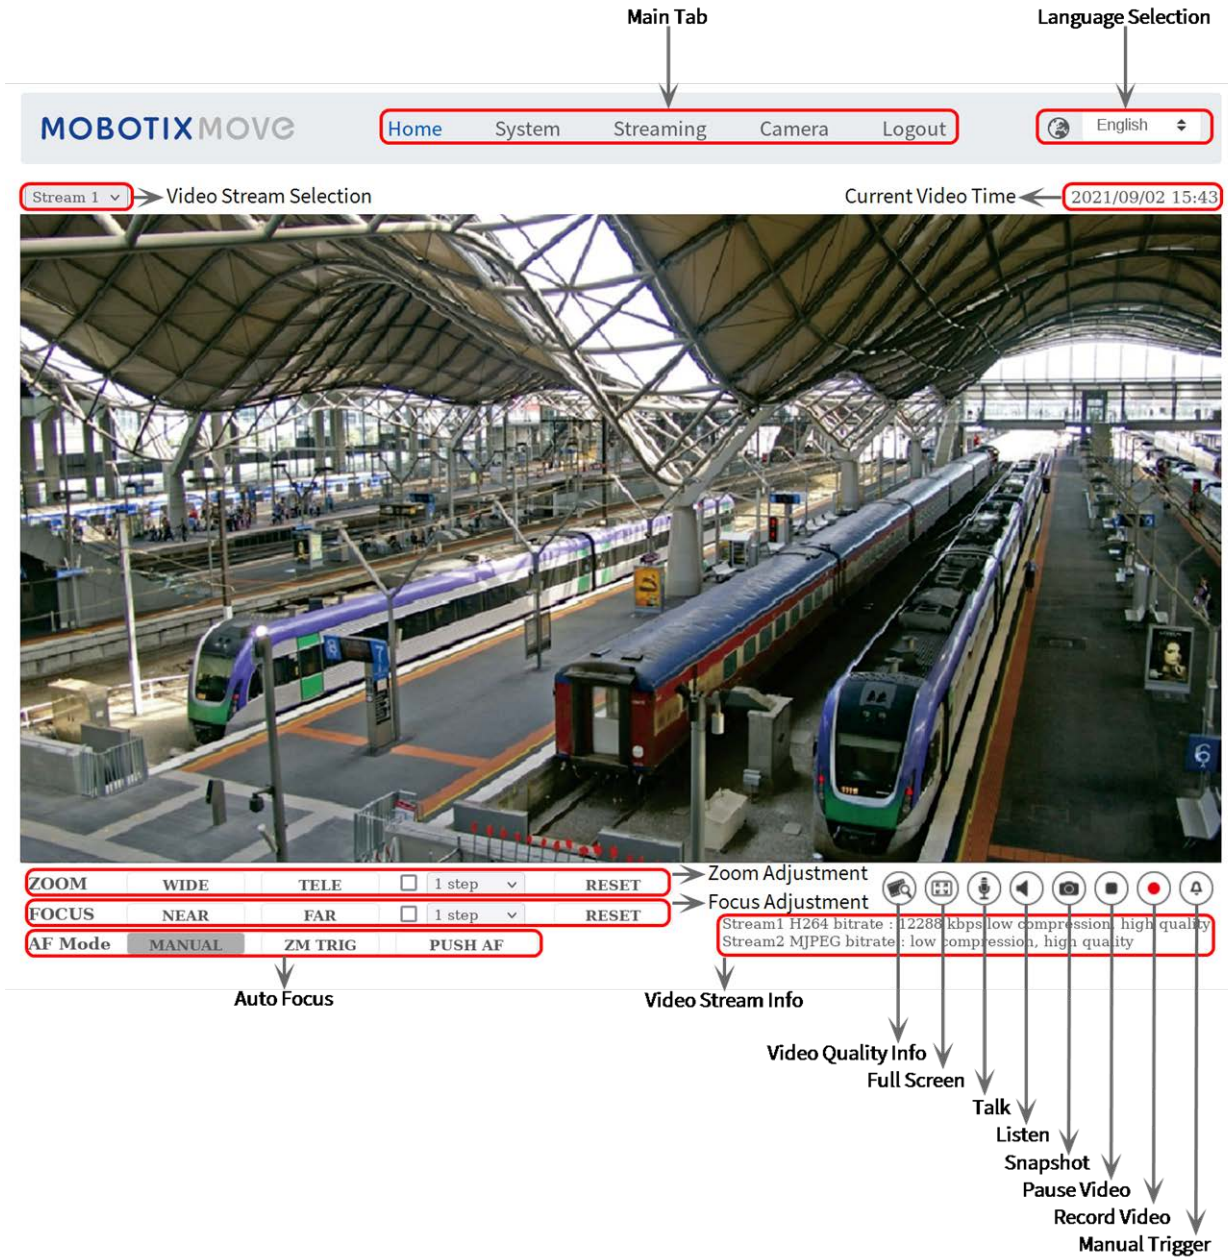 Main Tab
Language Selection
MOBOTIX MOVE
Home System Streaming Camera Logout
English
Stream 1
Video Stream Selection
Current Video Time
2021/09/02 15:43
8
7
1116
6
ZOOM WIDE TELE 1 step RESET
Zoom Adjustment
FOCUS NEAR FAR 1 step RESET
Focus Adjustment
AF Mode MANUAL ZM TRIG PUSH AF
Stream1 H264 bitrate : 12288 kbps low compression, high quality
Stream2 MJPEG bitrate : low compression, high quality
Auto Focus
Video Stream Info
Video Quality Info
Full Screen
Talk
Listen
Snapshot
Pause Video
Record Video
Manual Trigger